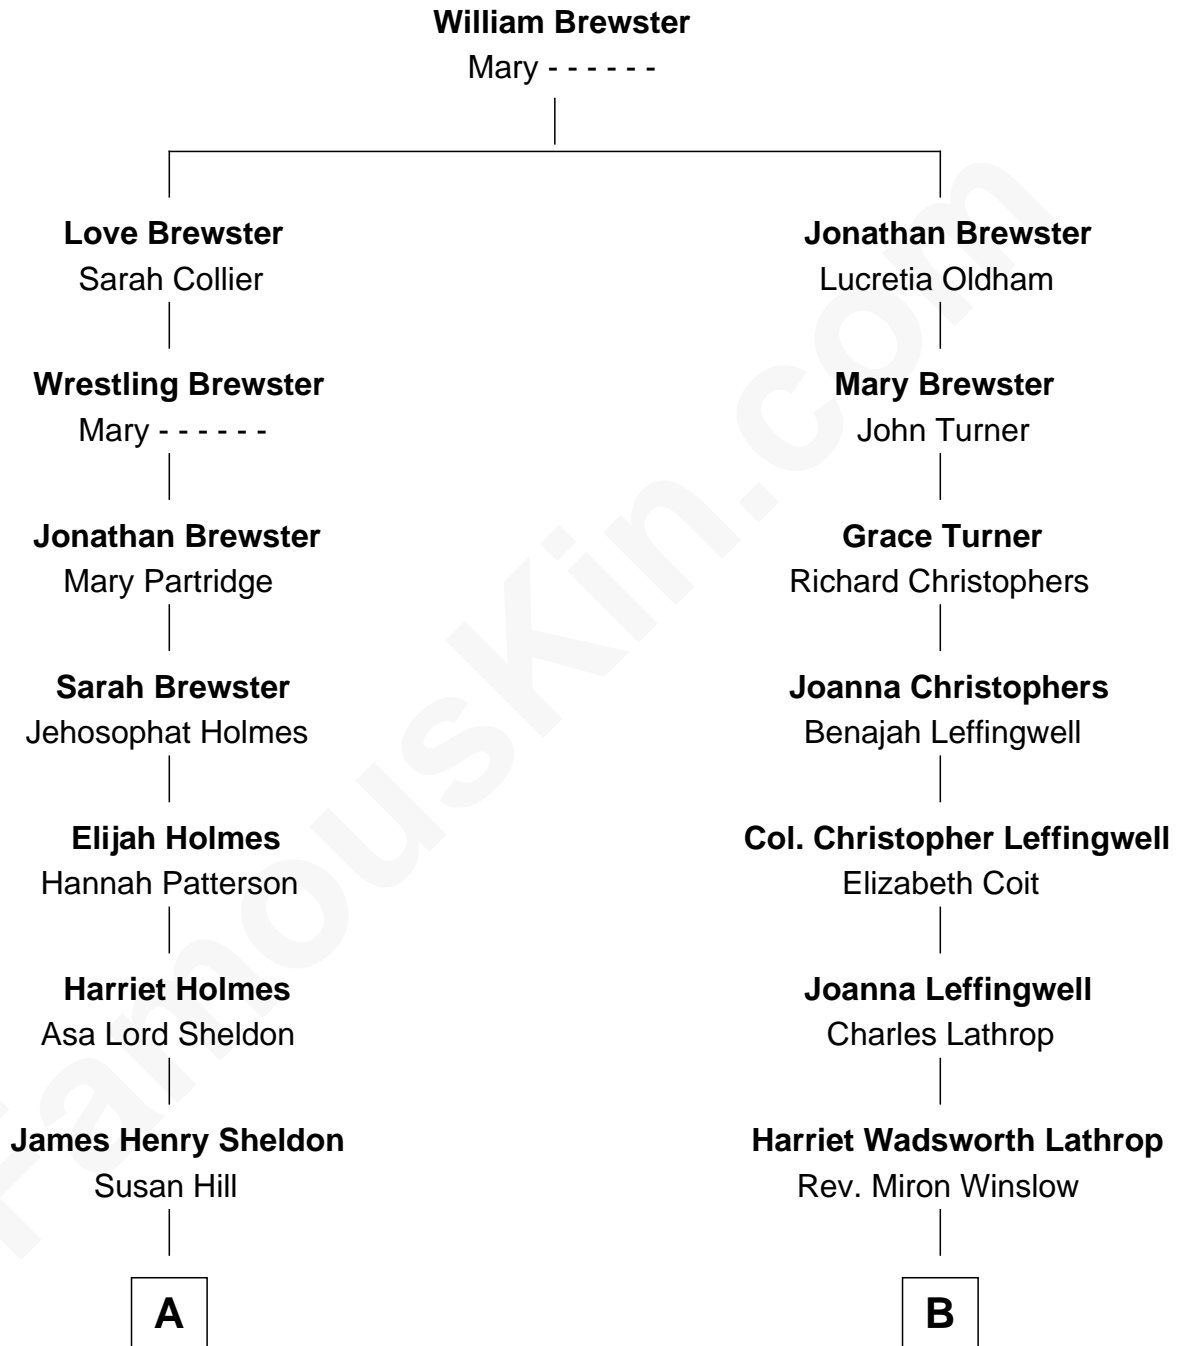 William Brewster
Mary - - - - - -
Love Brewster
Sarah Collier
Wrestling Brewster
Mary - - - - - -
Jonathan Brewster
Mary Partridge
Sarah Brewster
Jehosophat Holmes
Elijah Holmes
Hannah Patterson
Harriet Holmes
Asa Lord Sheldon
James Henry Sheldon
Susan Hill
A
Jonathan Brewster
Lucretia Oldham
Mary Brewster
John Turner
Grace Turner
Richard Christophers
Joanna Christophers
Benajah Leffingwell
Col. Christopher Leffingwell
Elizabeth Coit
Joanna Leffingwell
Charles Lathrop
Harriet Wadsworth Lathrop
Rev. Miron Winslow
B
FamousKin.com